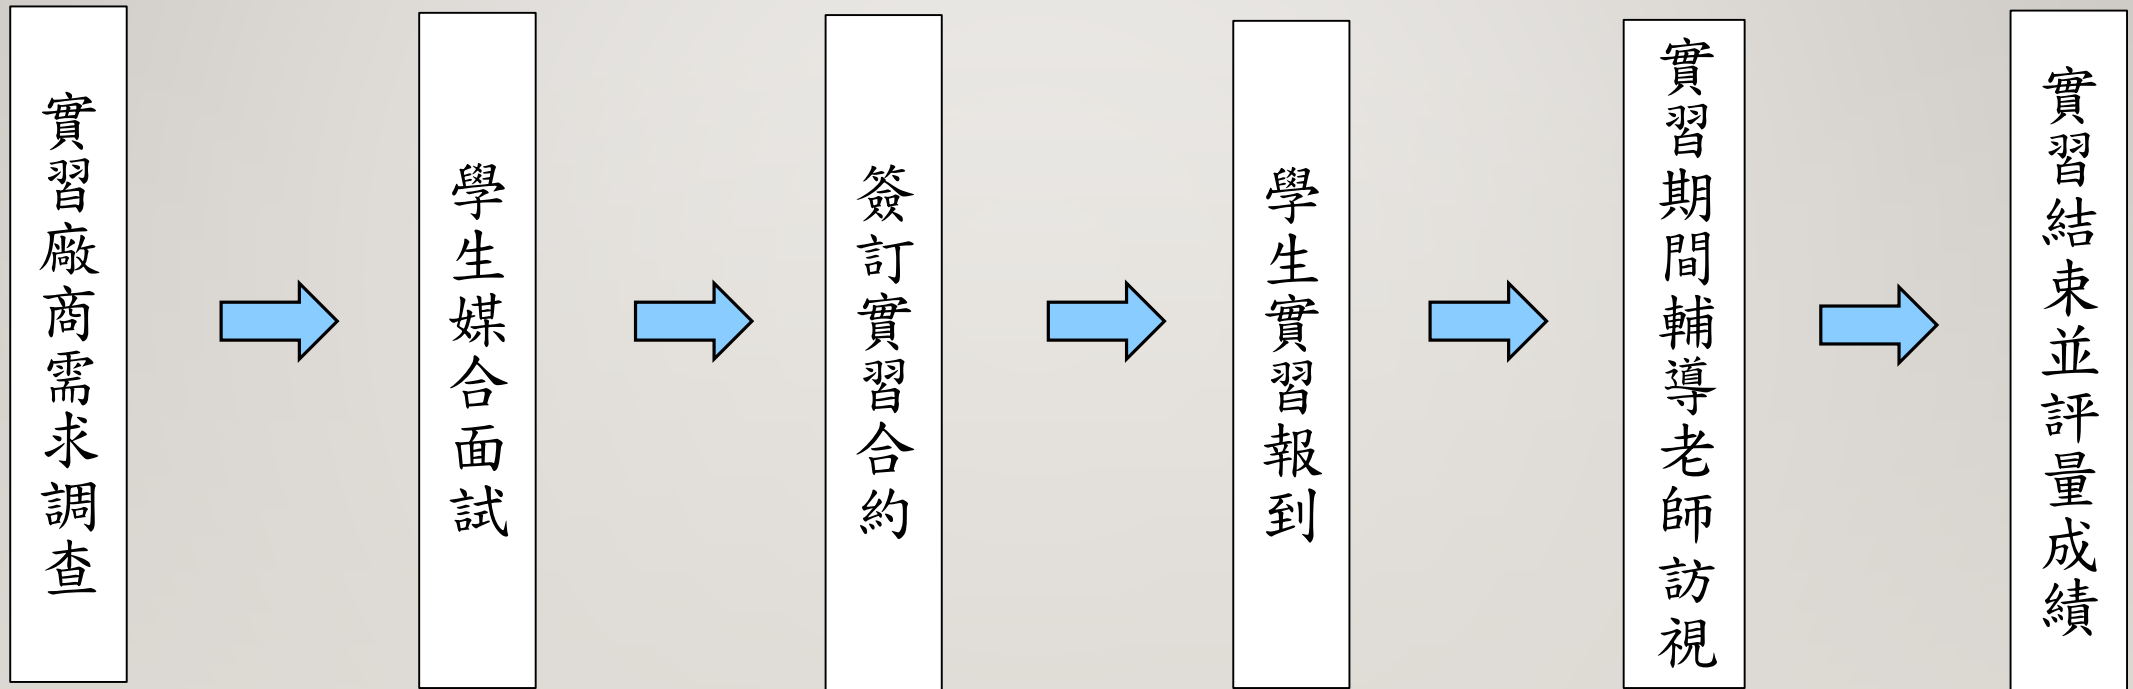 實習廠商需求調查
學生媒合面試
簽訂實習合約
學生實習報到
實習期間輔導老師訪視
實習結束並評量成績